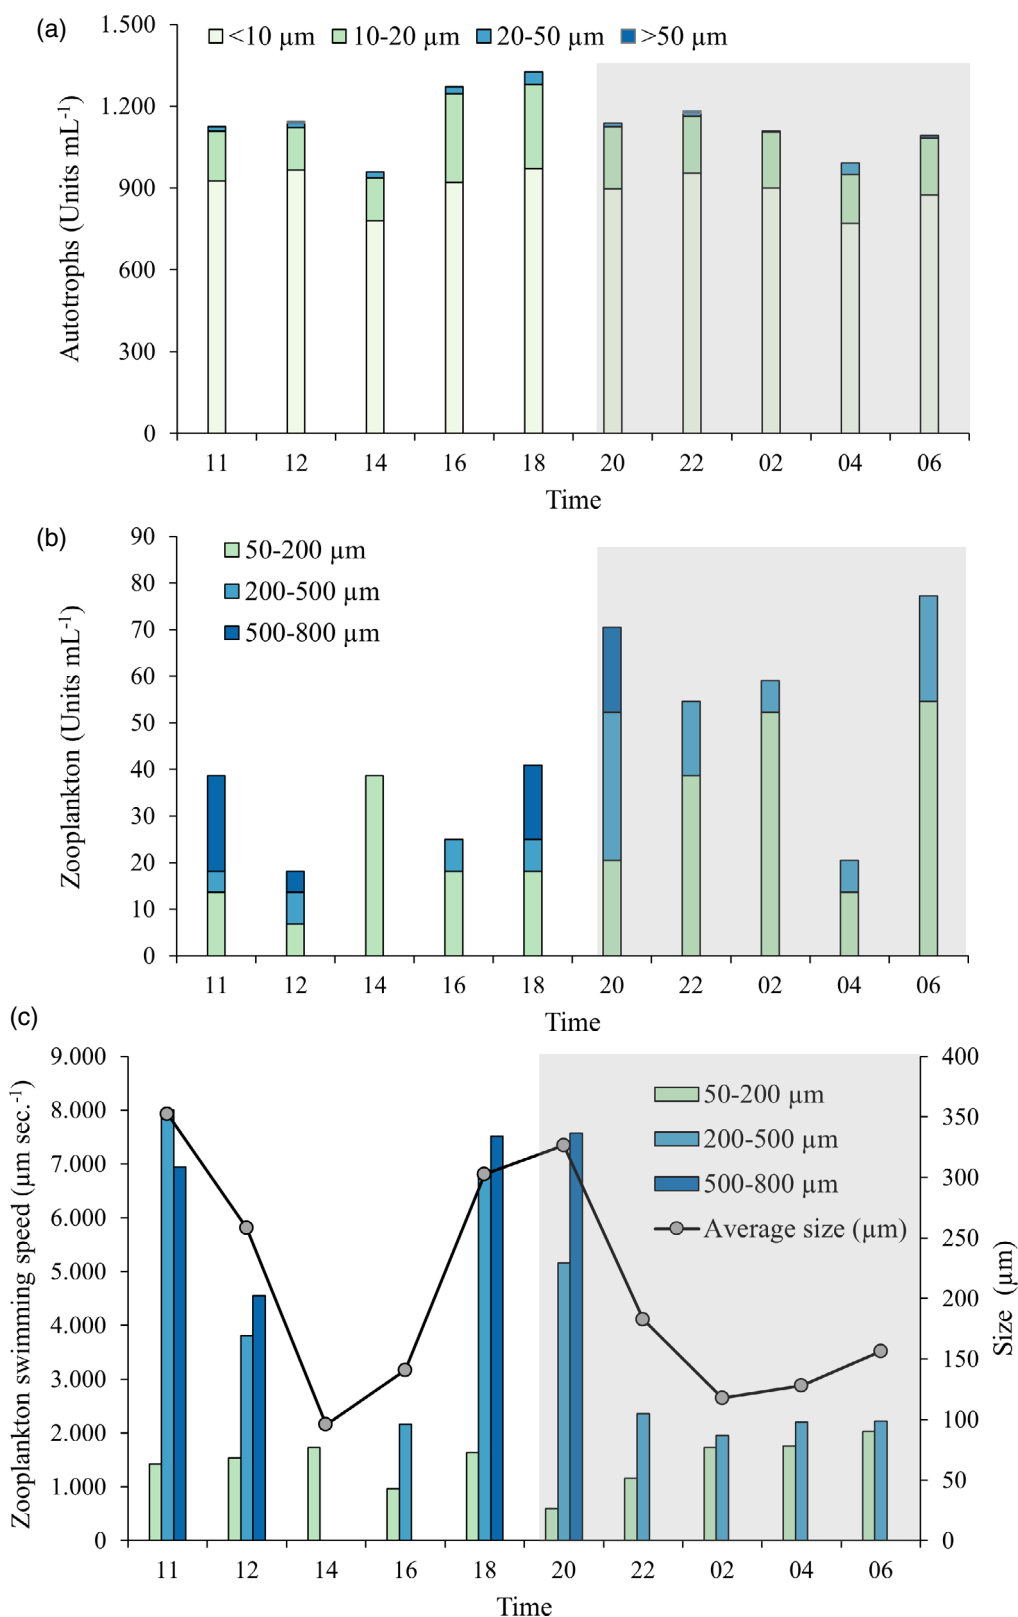 (a)
<10 µm 10-20 µm 20-50 µm >50 µm
Autotrophs (Units mL-1)
1.500
1.200
900
600
300
0
11 12 14 16 18 20 22 02 04 06
Time
(b)
50-200 µm
200-500 µm
500-800 µm
Zooplankton (Units mL-1)
90
80
70
60
50
40
30
20
10
0
11 12 14 16 18 20 22 02 04 06
Time
(c)
Zooplankton swimming speed (µm sec.-1)
9.000
8.000
7.000
6.000
5.000
4.000
3.000
2.000
1.000
0
50-200 µm
200-500 µm
500-800 µm
Average size (µm)
400
350
300
250
200
150
100
50
0
Size (µm)
11 12 14 16 18 20 22 02 04 06
Time